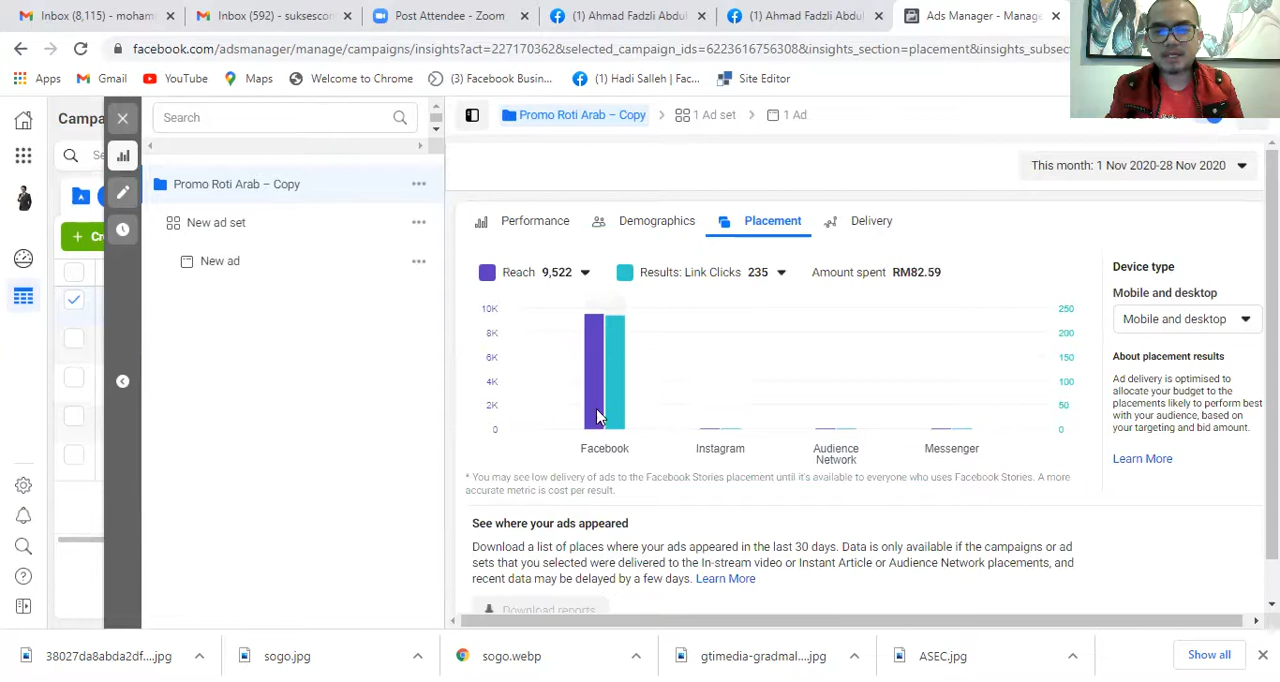 Inbox (8,115) - moham
Inbox (592) - suksescon
Post Attendee - Zoom
(1) Ahmad Fadzli Abdul
(1) Ahmad Fadzli Abdul
Ads Manager - Manage
facebook.com/adsmanager/manage/campaigns/insights?act=227170362&selected_campaign_ids=6223616756308&insights_section=placement&insights_subsec
Apps
Gmail
YouTube
Maps
Welcome to Chrome
(3) Facebook Busin...
(1) Hadi Salleh | Fac...
Site Editor
Campa
Search
Promo Roti Arab – Copy
1 Ad set
1 Ad
Se
This month: 1 Nov 2020-28 Nov 2020
Promo Roti Arab – Copy
New ad set
New ad
+ Cr
Performance
Demographics
Placement
Delivery
Reach 9,522
Results: Link Clicks 235
Amount spent RM82.59
10K
8K
6K
4K
2K
0
250
200
150
100
50
0
Facebook
Instagram
Audience
Network
Messenger
* You may see low delivery of ads to the Facebook Stories placement until it's available to everyone who uses Facebook Stories. A more
accurate metric is cost per result.
Device type
Mobile and desktop
Mobile and desktop
About placement results
Ad delivery is optimised to
allocate your budget to the
placements likely to perform best
with your audience, based on
your targeting and bid amount.
Learn More
See where your ads appeared
Download a list of places where your ads appeared in the last 30 days. Data is only available if the campaigns or ad
sets that you selected were delivered to the In-stream video or Instant Article or Audience Network placements, and
recent data may be delayed by a few days. Learn More
Download reports
38027da8abda2df....jpg
sogo.jpg
sogo.webp
gtimedia-gradmal....jpg
ASEC.jpg
Show all